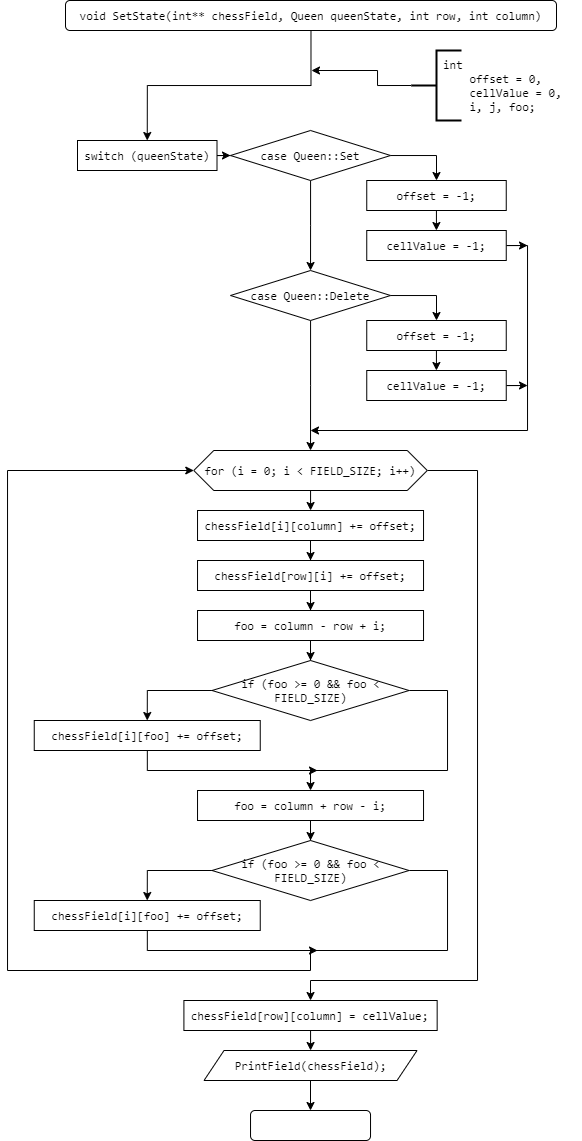 void SetState(int** chessField, Queen queenState, int row, int column)
int
offset = 0,
cellValue = 0,
i, j, foo;
switch (queenState)
case Queen::Set
offset = -1;
cellValue = -1;
case Queen::Delete
offset = -1;
cellValue = -1;
for (i = 0; i < FIELD_SIZE; i++)
chessField[i][column] += offset;
chessField[row][i] += offset;
foo = column - row + i;
if (foo >= 0 && foo <
FIELD_SIZE)
chessField[i][foo] += offset;
foo = column + row - i;
if (foo >= 0 && foo <
FIELD_SIZE)
chessField[i][foo] += offset;
chessField[row][column] = cellValue;
PrintField(chessField);